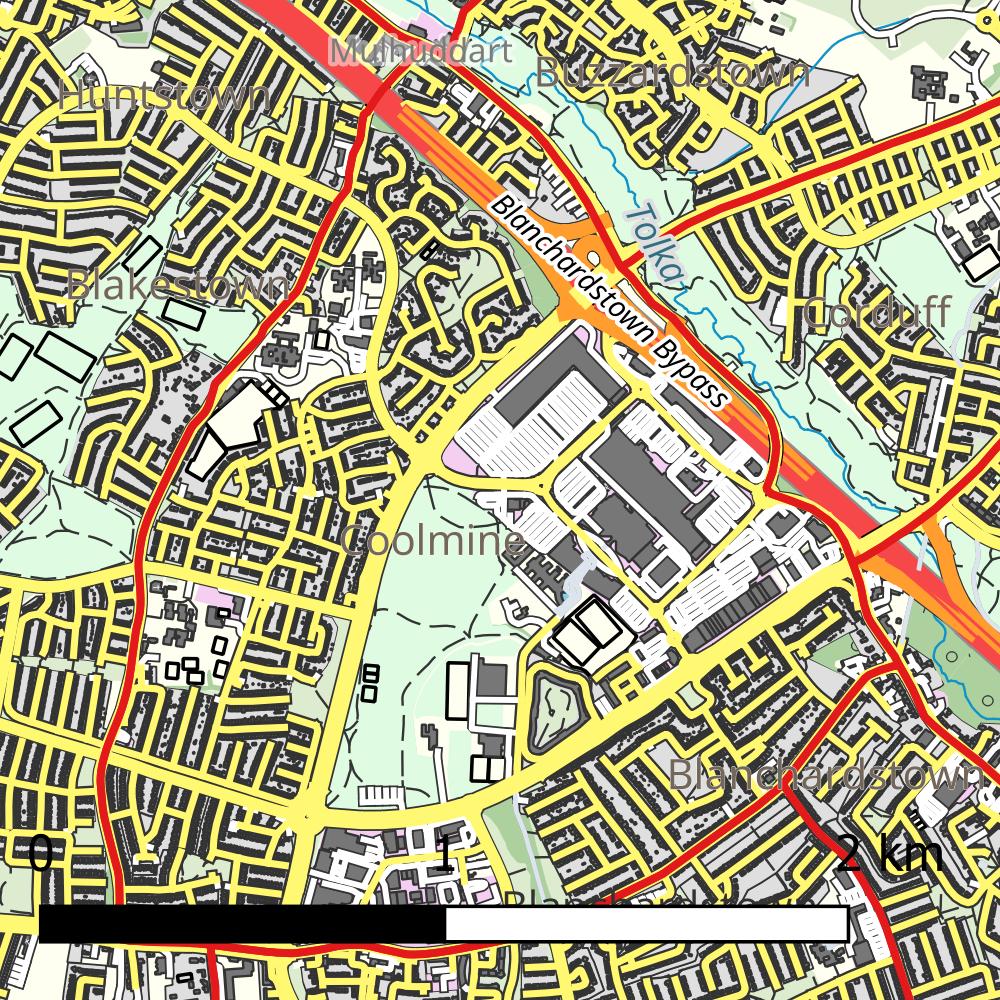 Mulhuddart
Buzzardstown
Huntstown
Blanchardstown Bypass
Tolka
Blakestown
Corduff
Coolmine
Blanchardstown
0
1
2 km